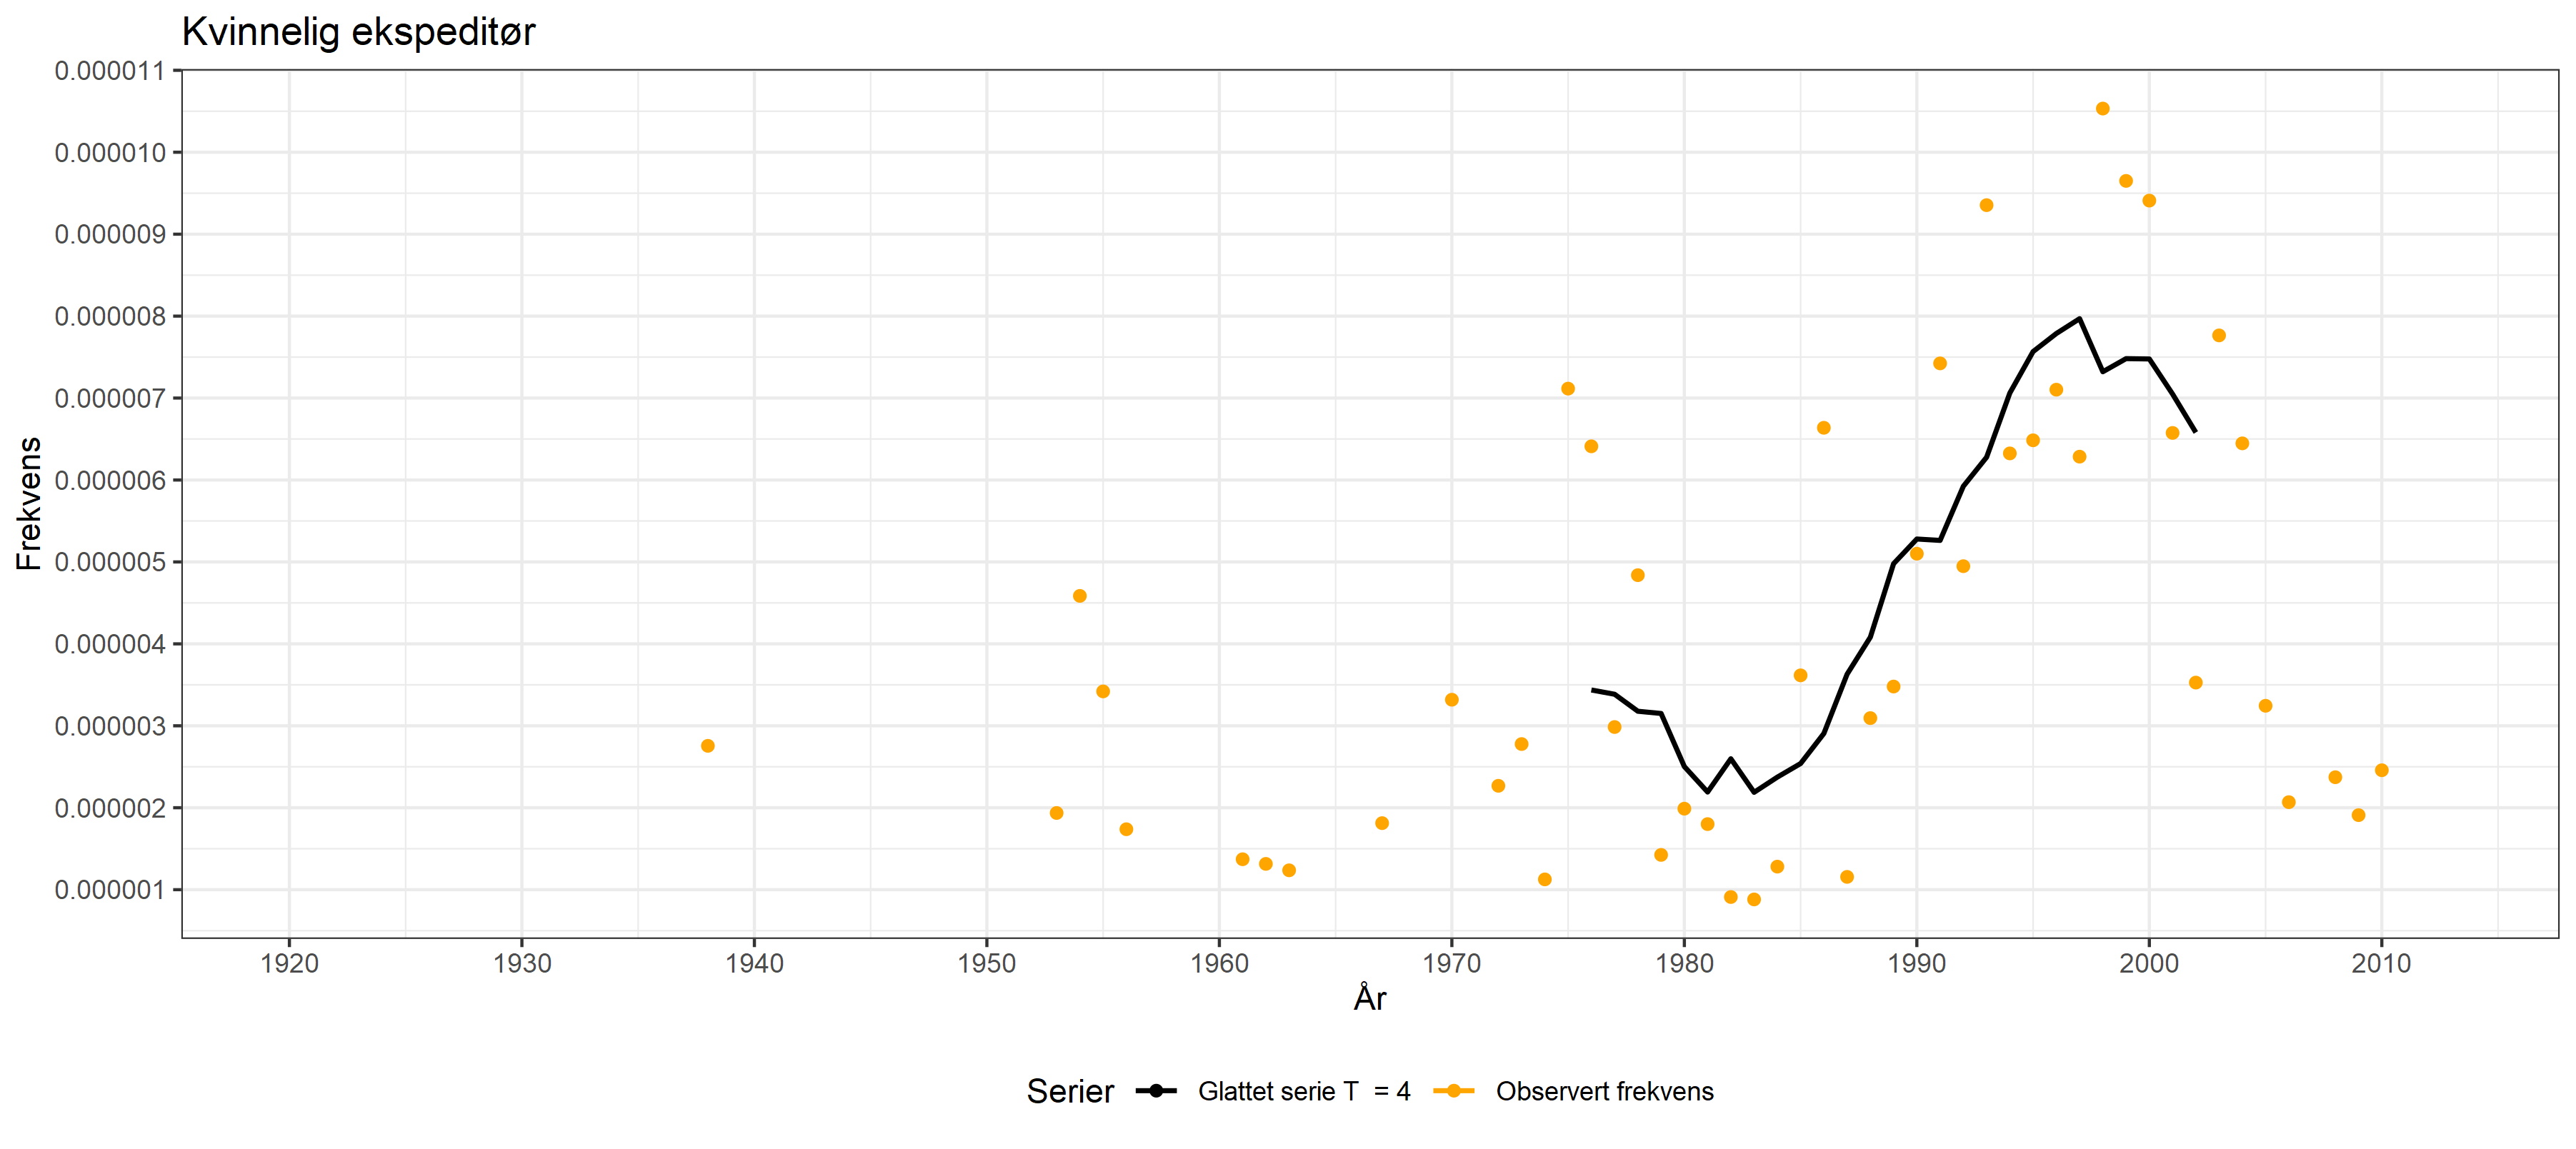 Kvinnelig ekspeditør
0.000011
0.000010
0.000009
0.000008
0.000007
0.000006
0.000005
0.000004
0.000003
0.000002
0.000001
Frekvens
1920 1930 1940 1950 1960 1970 1980 1990 2000 2010
År
Serier Glattet serie T = 4 Observert frekvens